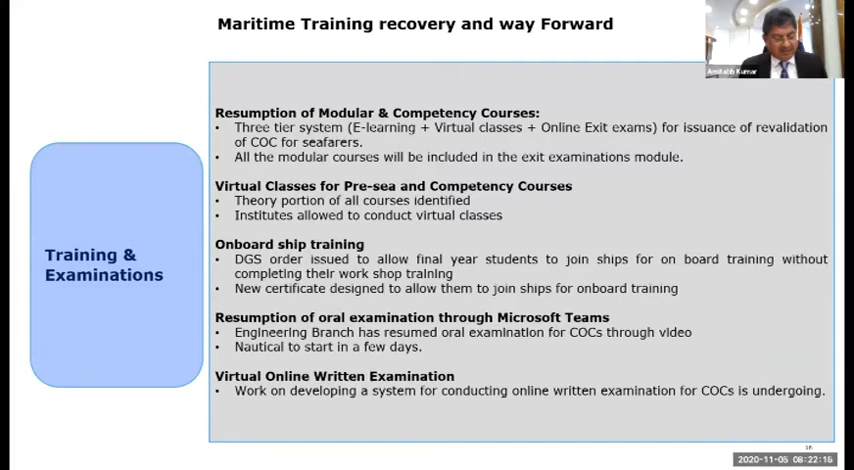 Maritime Training recovery and way Forward
Amitabh Kumar
Training &
Examinations
Resumption of Modular & Competency Courses:
• Three tier system (E-learning + Virtual classes + Online Exit exams) for issuance of revalidation
of COC for seafarers.
• All the modular courses will be included in the exit examinations module.
Virtual Classes for Pre-sea and Competency Courses
• Theory portion of all courses identified
• Institutes allowed to conduct virtual classes
Onboard ship training
• DGS order issued to allow final year students to join ships for on board training without
completing their work shop training
• New certificate designed to allow them to join ships for onboard training
Resumption of oral examination through Microsoft Teams
• Engineering Branch has resumed oral examination for COCs through video
• Nautical to start in a few days.
Virtual Online Written Examination
• Work on developing a system for conducting online written examination for COCs is undergoing.
2020-11-05 08:22:15